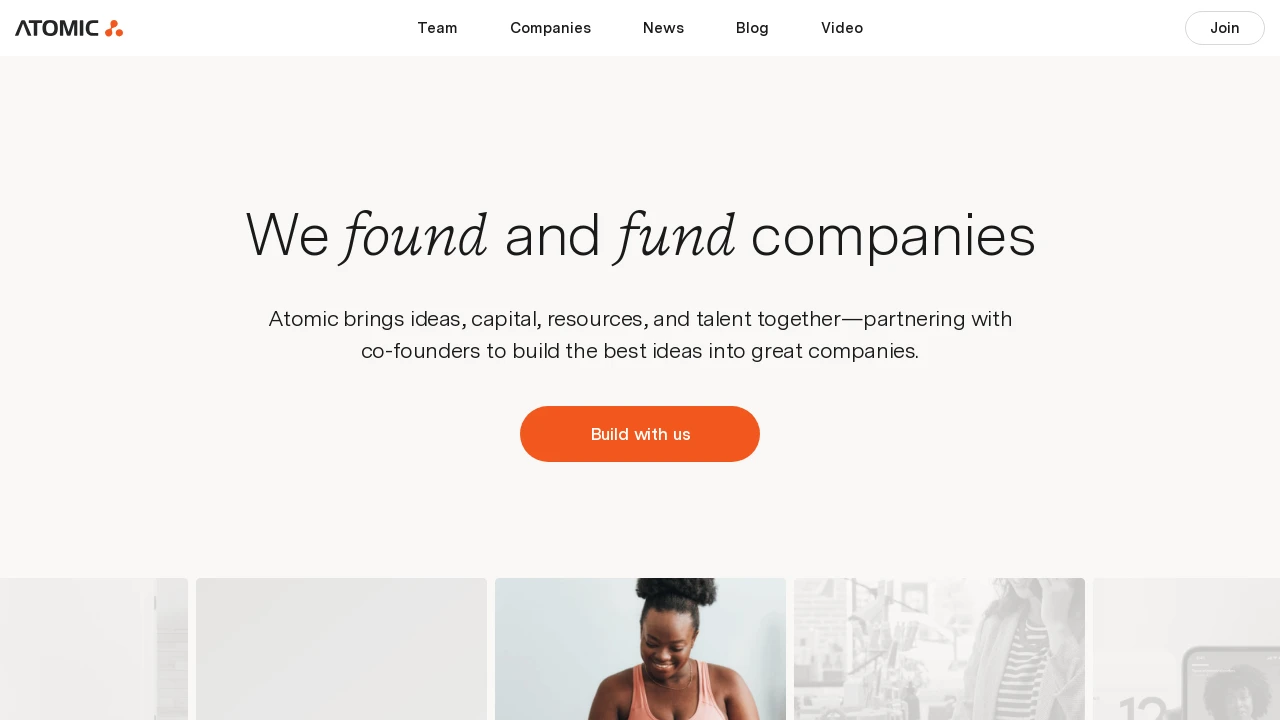 ATOMIC
Team
Companies
News
Blog
Video
Join
We found and fund companies
Atomic brings ideas, capital, resources, and talent together—partnering with
co-founders to build the best ideas into great companies.
Build with us
12